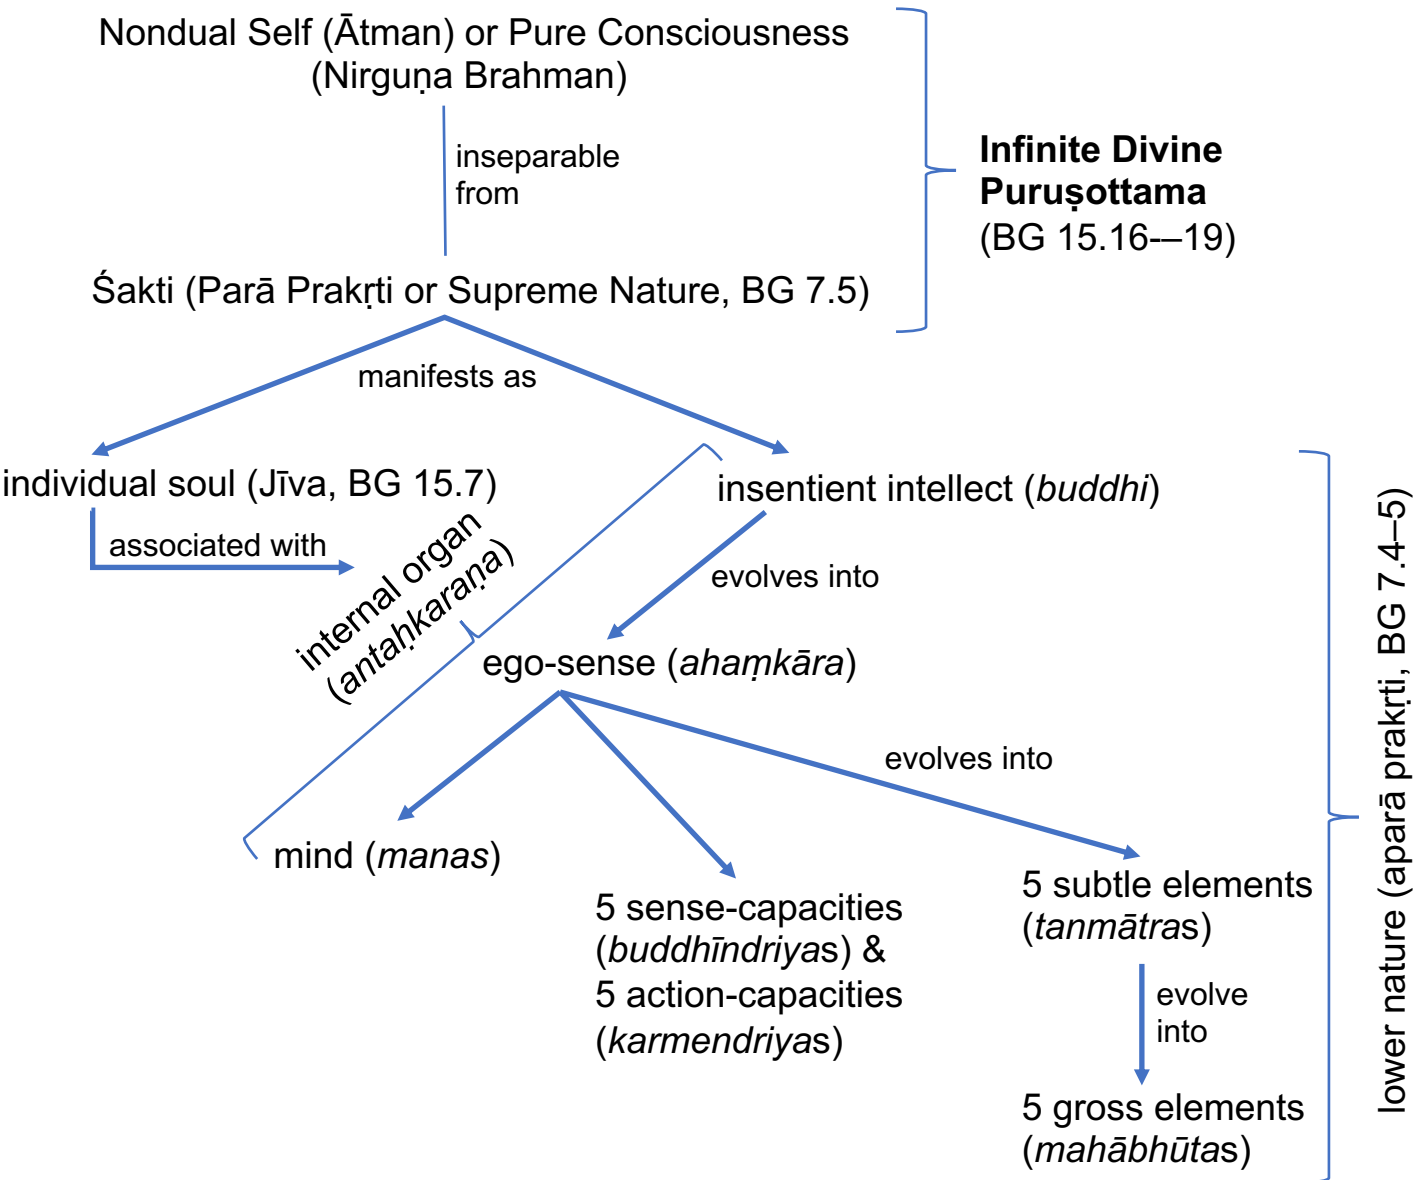 Nondual Self (Ātman) or Pure Consciousness
(Nirguṇa Brahman)
inseparable
from
Infinite Divine
Puruṣottama
(BG 15.16-–19)
Śakti (Parā Prakṛti or Supreme Nature, BG 7.5)
manifests as
individual soul (Jīva, BG 15.7)
associated with
internal organ
(antaḥkaraṇa)
insentient intellect (buddhi)
evolves into
ego-sense (ahaṃkāra)
evolves into
mind (manas)
5 sense-capacities
(buddhīndriyas) &
5 action-capacities
(karmendriyas)
5 subtle elements
(tanmātras)
evolve
into
5 gross elements
(mahābhūtas)
lower nature (aparā prakṛti, BG 7.4–5)